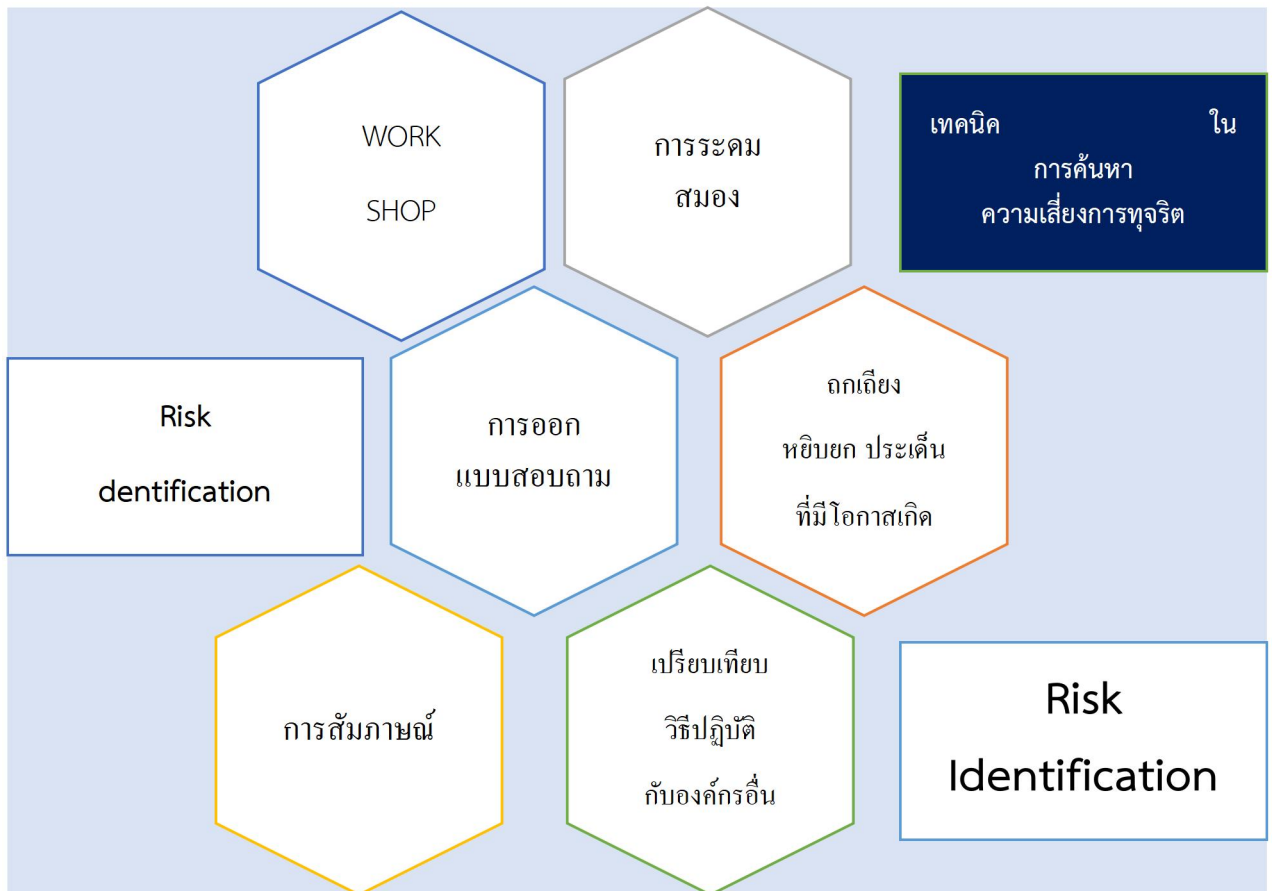 WORK
SHOP
การระดม
สมอง
เทคนิค ใน
การค้นหา
ความเสี่ยงการทุจริต
Risk
dentification
การออก
แบบสอบถาม
ถกเถียง
หยิบยก ประเด็น
ที่มีโอกาสเกิด
การสัมภาษณ์
เปรียบเทียบ
วิธีปฏิบัติ
กับองค์กรอื่น
Risk
Identification